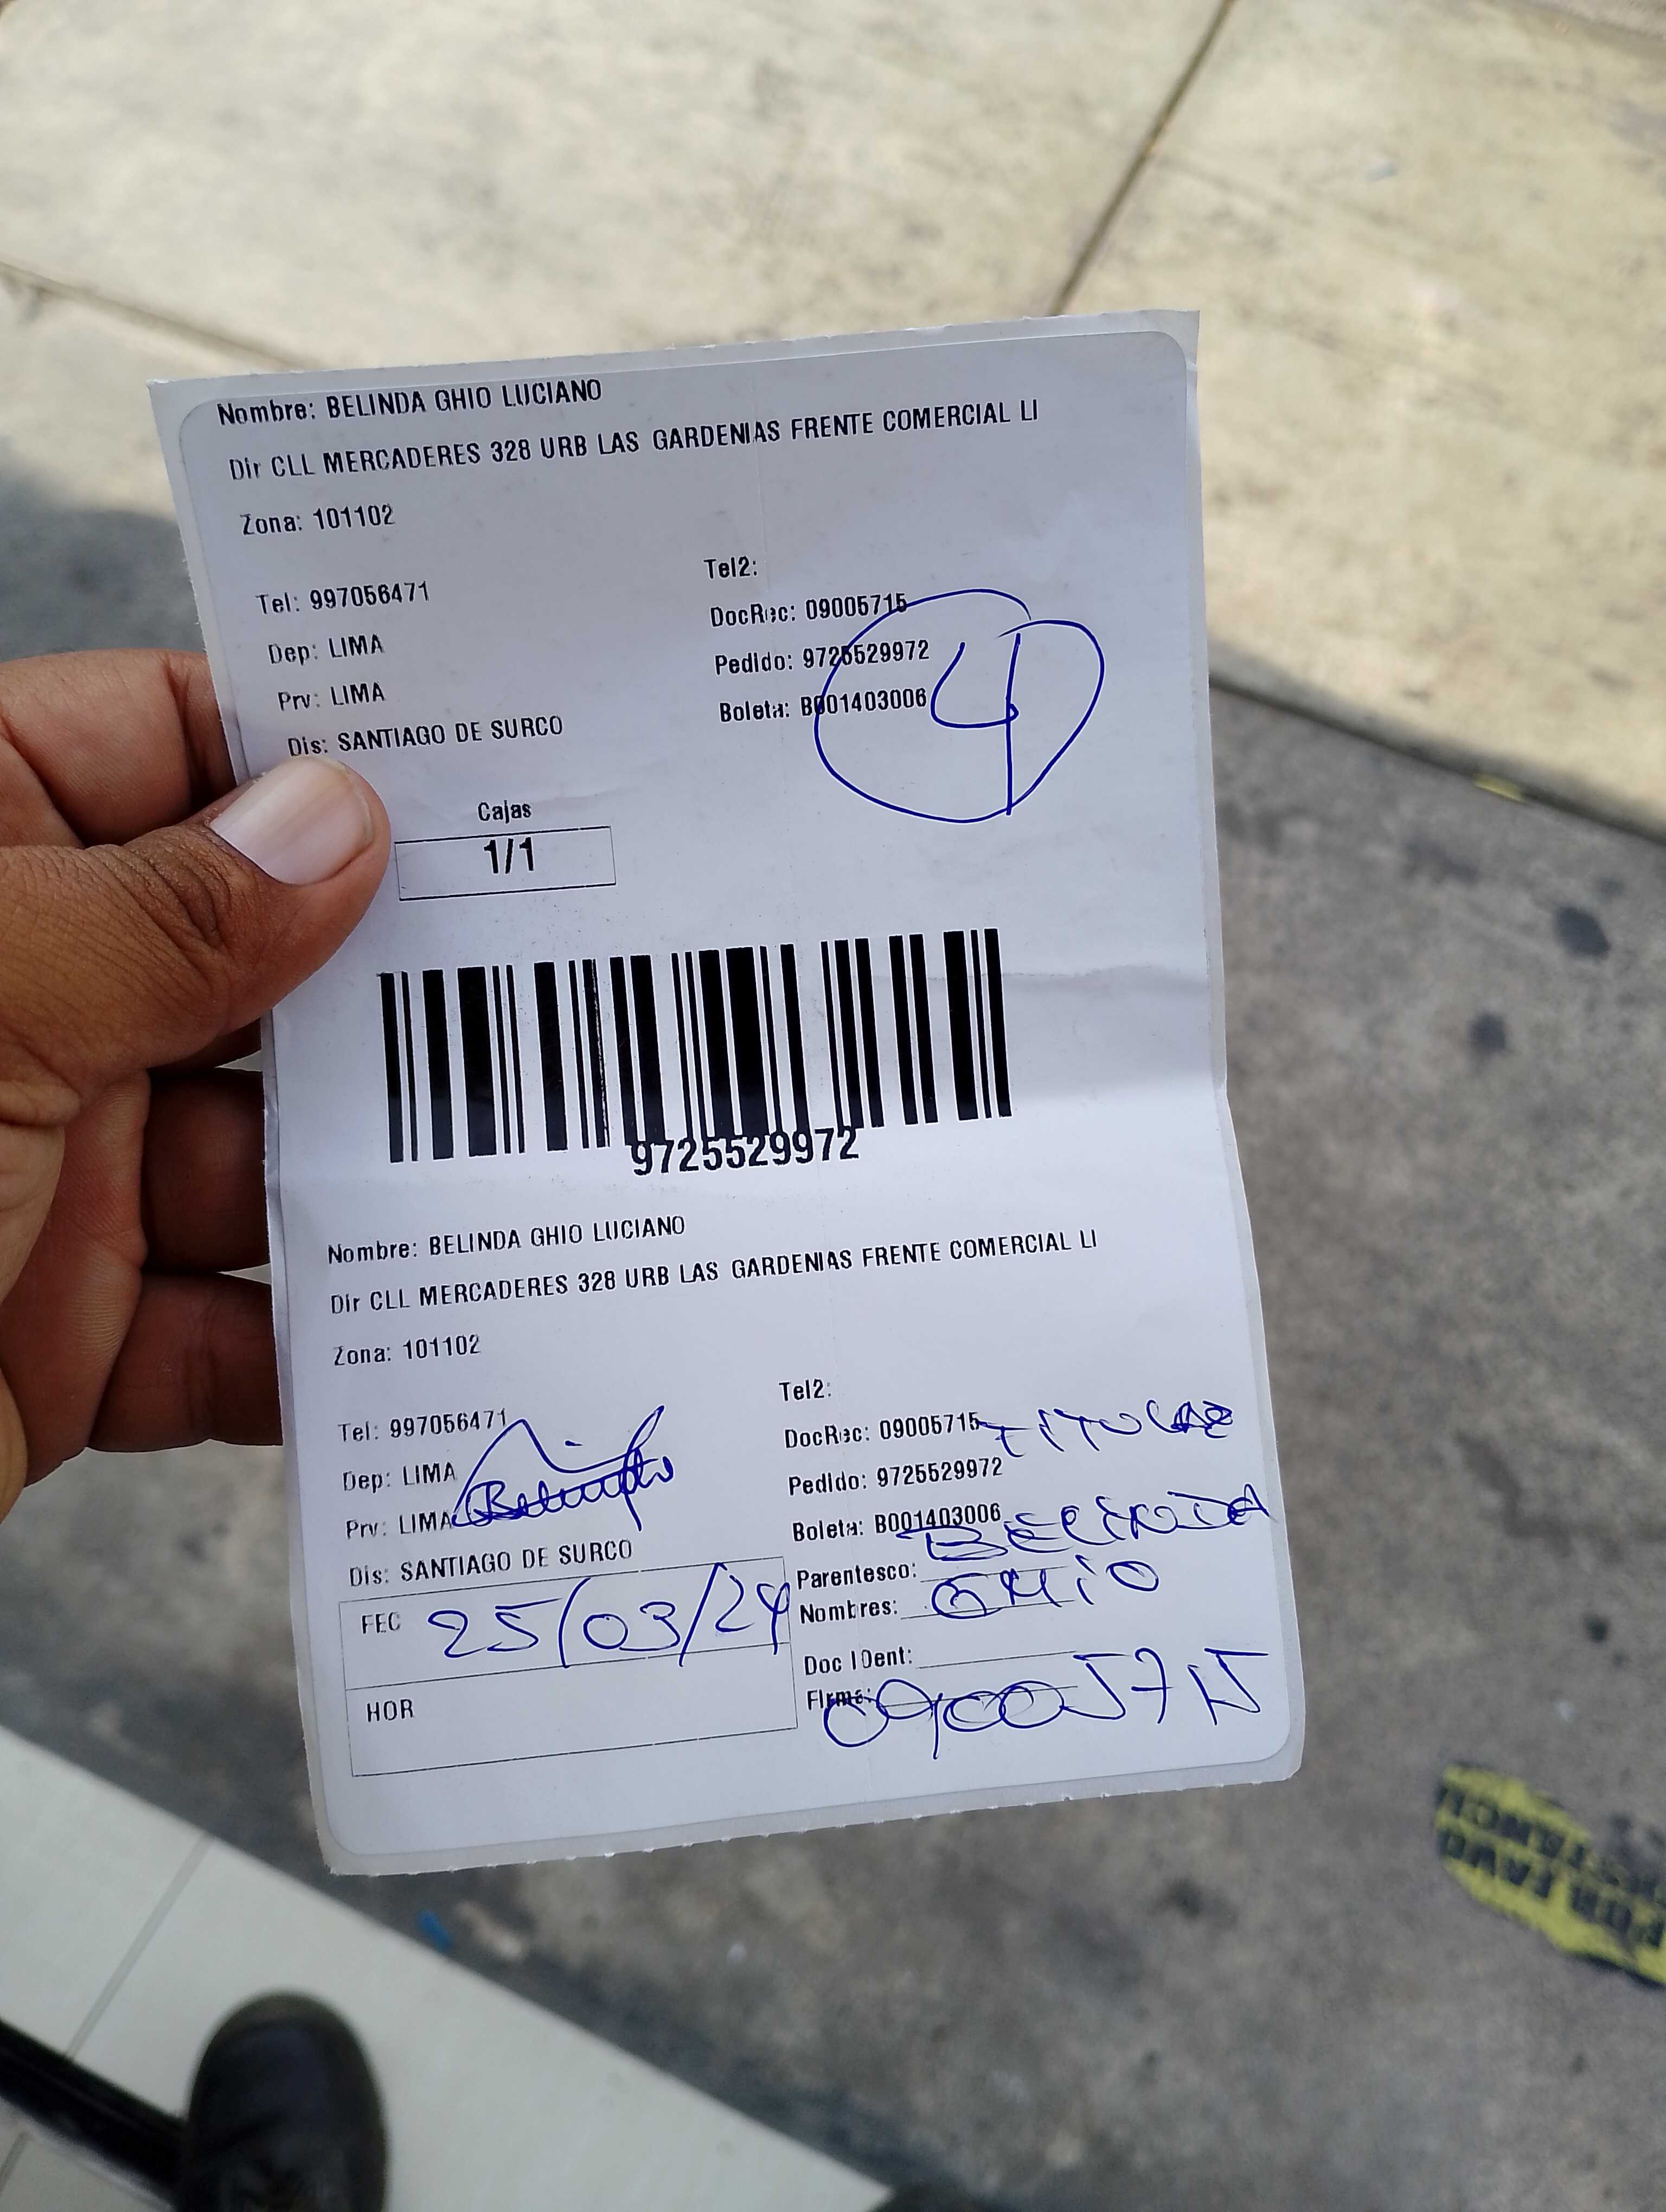 Nombre: BELINDA GHIO LUCIANO
Dir CLL MERCADERES 328 URB LAS GARDENIAS FRENTE COMERCIAL LI
Zona: 101102
Tel: 997056471
Tel2:
Dep: LIMA
DocRec: 09005715
Prv: LIMA
Pedido: 9725529972
Dis: SANTIAGO DE SURCO
Boleta: B001403006
4
Cajas
1/1
9725529972
Nombre: BELINDA GHIO LUCIANO
Dir CLL MERCADERES 328 URB LAS GARDENIAS FRENTE COMERCIAL LI
Zona: 101102
Tel: 997056471
Tel2:
Dep: LIMA
DocRec: 09005715 TITULAR
Prv: LIMA
Pedido: 9725529972
Dis: SANTIAGO DE SURCO
Boleta: B001403006
Parentesco: BELINDA
FEC 25/03/24
Nombres: GHIO
HOR
Doc IDent:
Firma: 09005715
POR FAVO